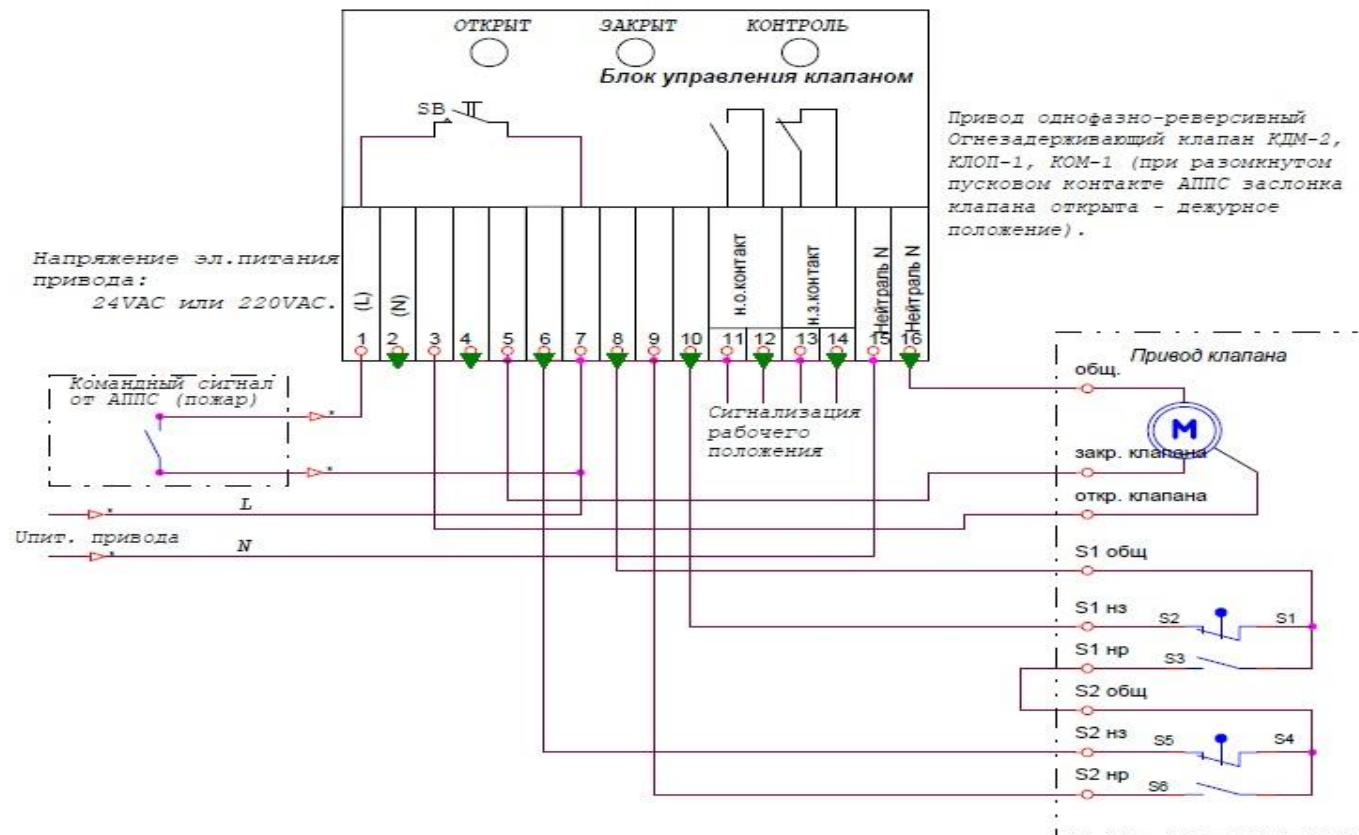 ОТКРЫТ ЗАКРЫТ КОНТРОЛЬ
Блок управления клапаном
SB
Привод однофазно-реверсивный
Огнезадерживающий клапан КДМ-2,
КЛОП-1, КОМ-1 (при разомкнутом
пусковом контакте АППС заслонка
клапана открыта - дежурное
положение).
Напряжение эл.питания
привода:
24VAC или 220VAC.
(L)
(N)
н.о.контакт
н.з.контакт
Нейтраль N
Нейтраль N
1 2 3 4 5 6 7 8 9 10 11 12 13 14 15 16
Командный сигнал
от АППС (пожар)
Сигнализация
рабочего
положения
L
Uпит. привода
N
Привод клапана
общ.
M
закр. клапана
откр. клапана
S1 общ
S1 нз S2 S1
S1 нр S3
S2 общ
S2 нз S5 S4
S2 нр S6